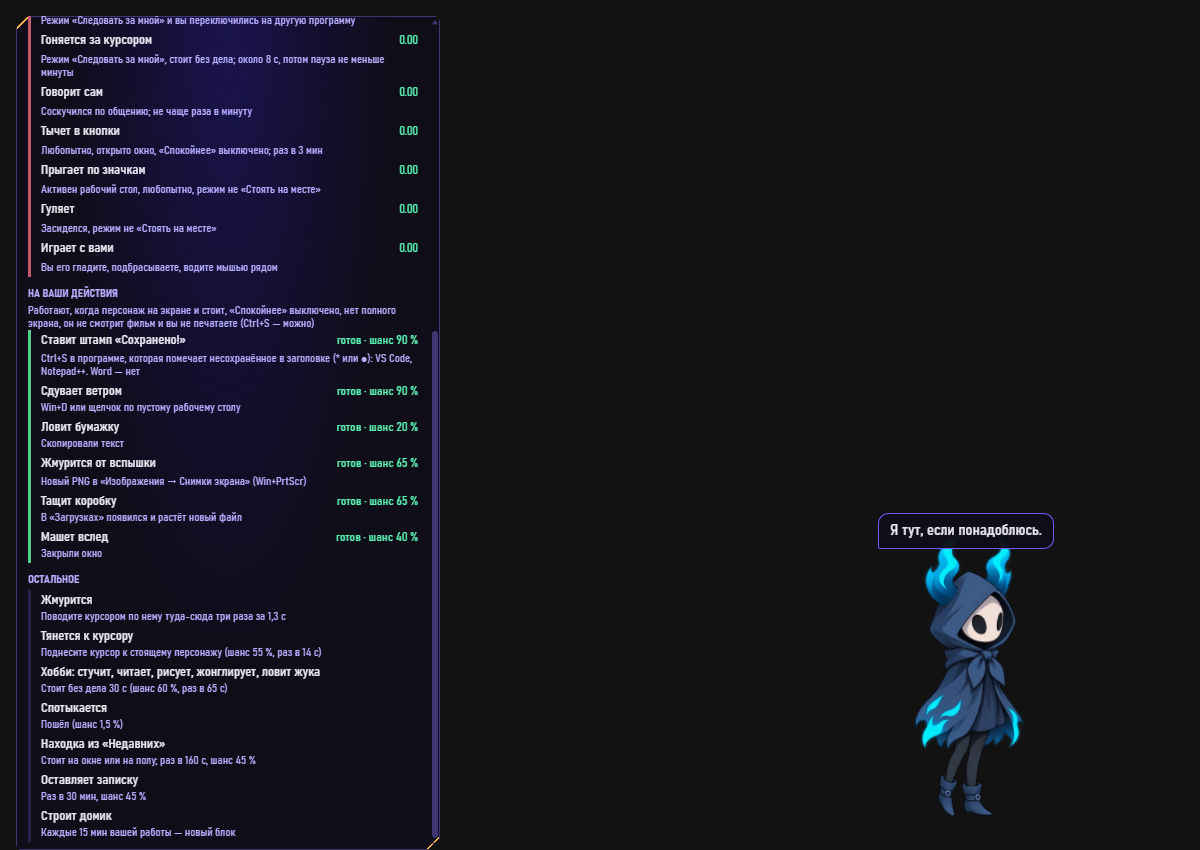 Режим «Следовать за мной» и вы переключились на другую программу
Гоняется за курсором 0.00
Режим «Следовать за мной», стоит без дела; около 8 с, потом пауза не меньше
минуты
Говорит сам 0.00
Соскучился по общению; не чаще раза в минуту
Тычет в кнопки 0.00
Любопытно, открыто окно, «Спокойнее» выключено; раз в 3 мин
Прыгает по значкам 0.00
Активен рабочий стол, любопытно, режим не «Стоять на месте»
Гуляет 0.00
Засиделся, режим не «Стоять на месте»
Играет с вами 0.00
Вы его гладите, подбрасываете, водите мышью рядом
НА ВАШИ ДЕЙСТВИЯ
Работают, когда персонаж на экране и стоит, «Спокойнее» выключено, нет полного
экрана, он не смотрит фильм и вы не печатаете (Ctrl+S — можно)
Ставит штамп «Сохранено!» готов · шанс 90 %
Ctrl+S в программе, которая помечает несохранённое в заголовке (* или ●): VS Code,
Notepad++. Word — нет
Сдувает ветром готов · шанс 90 %
Win+D или щелчок по пустому рабочему столу
Ловит бумажку готов · шанс 20 %
Скопировали текст
Жмурится от вспышки готов · шанс 65 %
Новый PNG в «Изображения → Снимки экрана» (Win+PrtScr)
Тащит коробку готов · шанс 65 %
В «Загрузках» появился и растёт новый файл
Машет вслед готов · шанс 40 %
Закрыли окно
ОСТАЛЬНОЕ
Жмурится
Поводите курсором по нему туда-сюда три раза за 1,3 с
Тянется к курсору
Поднесите курсор к стоящему персонажу (шанс 55 %, раз в 14 с)
Хобби: стучит, читает, рисует, жонглирует, ловит жука
Стоит без дела 30 с (шанс 60 %, раз в 65 с)
Спотыкается
Пошёл (шанс 1,5 %)
Находка из «Недавних»
Стоит на окне или на полу; раз в 160 с, шанс 45 %
Оставляет записку
Раз в 30 мин, шанс 45 %
Строит домик
Каждые 15 мин вашей работы — новый блок
Я тут, если понадоблюсь.